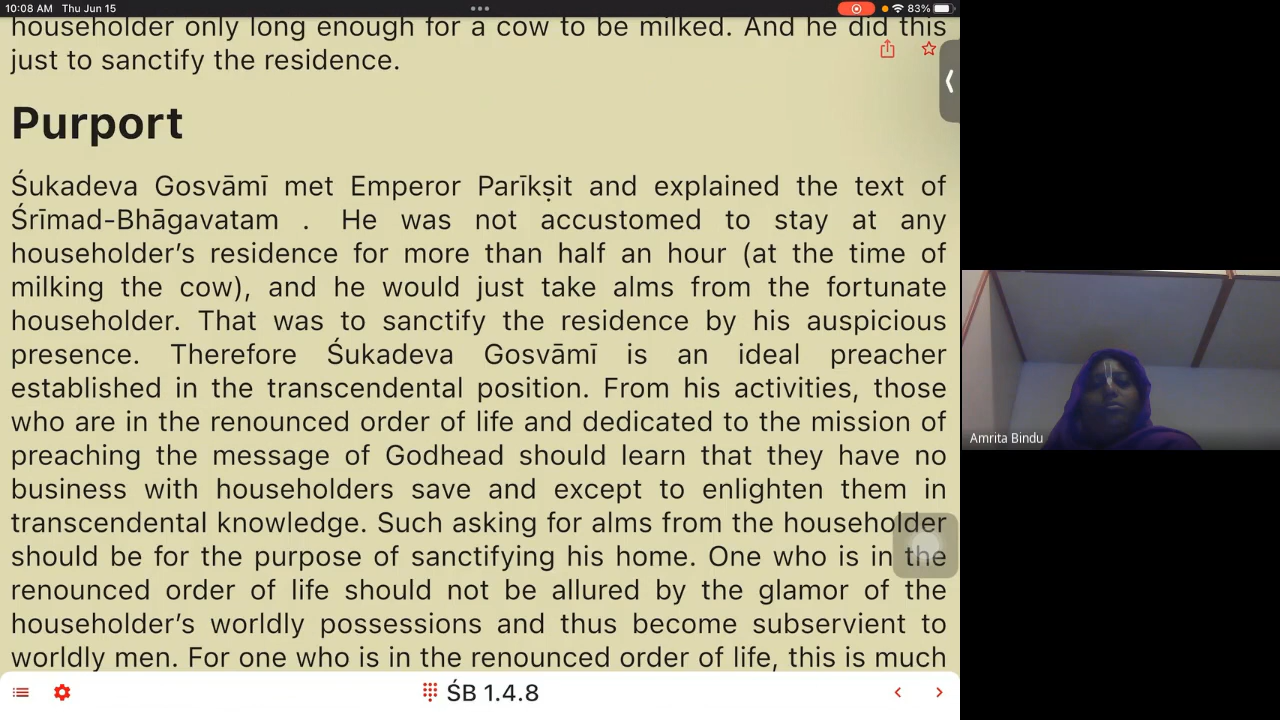 10:08 AM Thu Jun 15
83%
householder only long enough for a cow to be milked. And he did this
just to sanctify the residence.
Purport
Śukadeva Gosvāmī met Emperor Parīkṣit and explained the text of
Śrīmad-Bhāgavatam . He was not accustomed to stay at any
householder’s residence for more than half an hour (at the time of
milking the cow), and he would just take alms from the fortunate
householder. That was to sanctify the residence by his auspicious
presence. Therefore Śukadeva Gosvāmī is an ideal preacher
established in the transcendental position. From his activities, those
who are in the renounced order of life and dedicated to the mission of
preaching the message of Godhead should learn that they have no
business with householders save and except to enlighten them in
transcendental knowledge. Such asking for alms from the householder
should be for the purpose of sanctifying his home. One who is in the
renounced order of life should not be allured by the glamor of the
householder’s worldly possessions and thus become subservient to
worldly men. For one who is in the renounced order of life, this is much
ŚB 1.4.8
Amrita Bindu